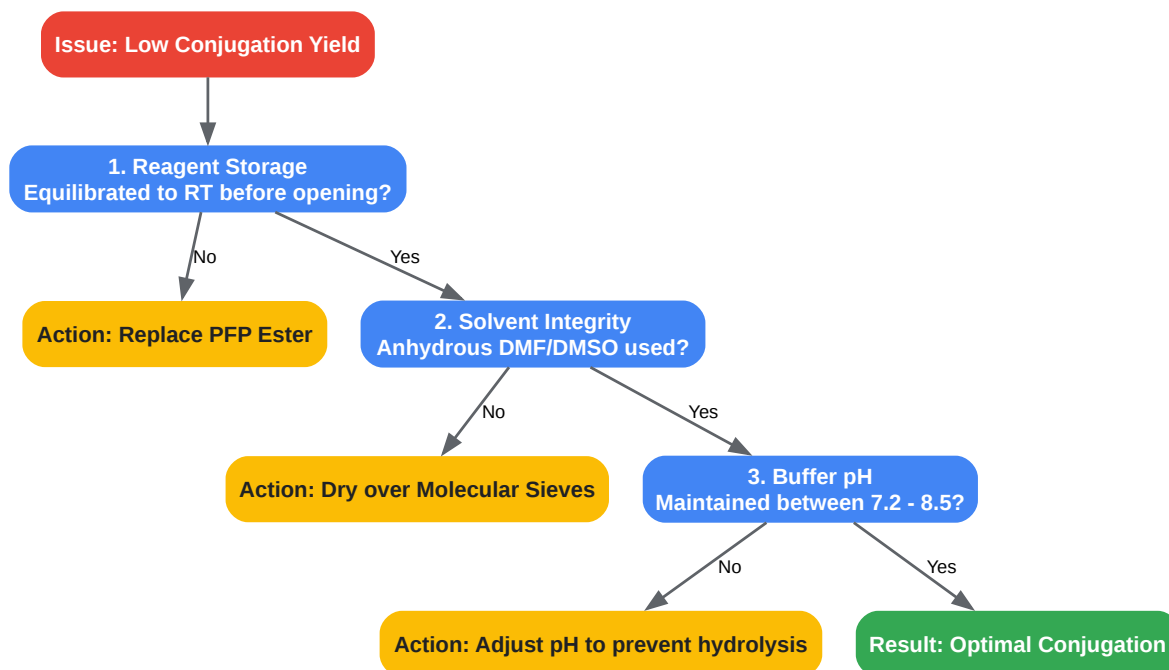 Issue: Low Conjugation Yield
1. Reagent Storage
Equilibrated to RT before opening?
No
Yes
Action: Replace PFP Ester
2. Solvent Integrity
Anhydrous DMF/DMSO used?
No
Yes
Action: Dry over Molecular Sieves
3. Buffer pH
Maintained between 7.2 - 8.5?
No
Yes
Action: Adjust pH to prevent hydrolysis
Result: Optimal Conjugation